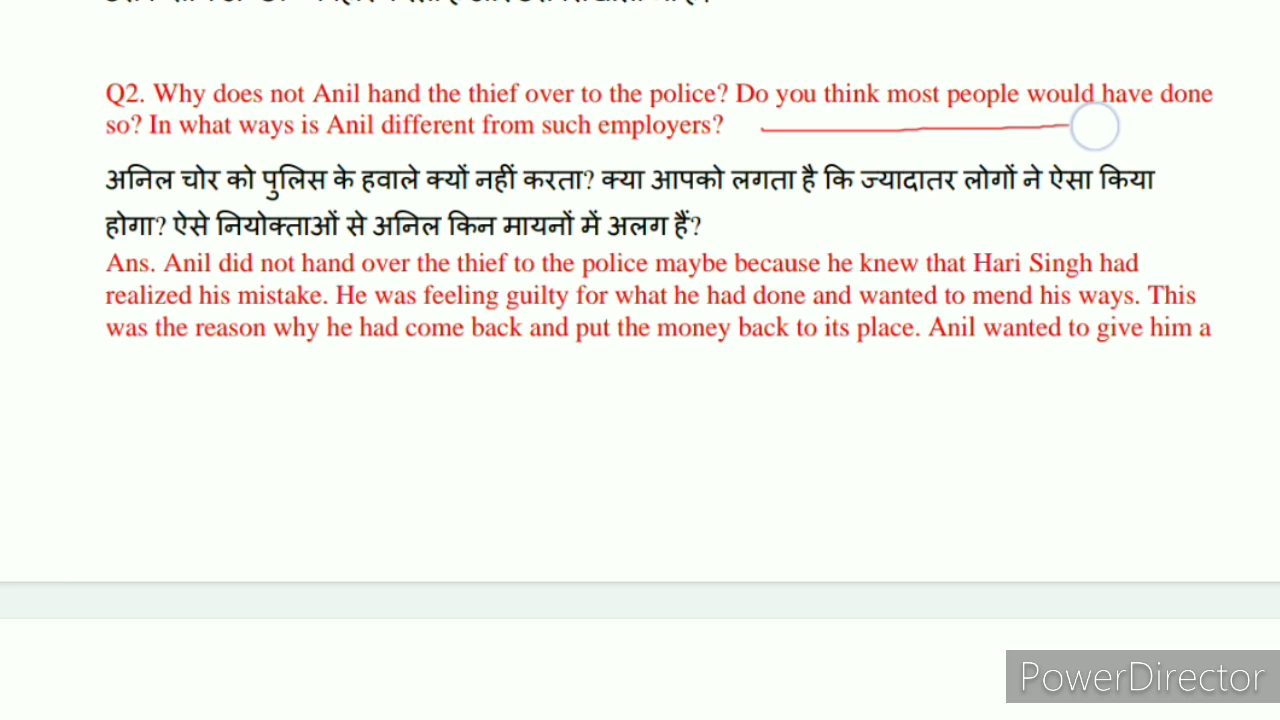 Q2. Why does not Anil hand the thief over to the police? Do you think most people would have done
so? In what ways is Anil different from such employers?
अनिल चोर को पुलिस के हवाले क्यों नहीं करता? क्या आपको लगता है कि ज्यादातर लोगों ने ऐसा किया
होगा? ऐसे नियोक्ताओं से अनिल किन मायनों में अलग हैं?
Ans. Anil did not hand over the thief to the police maybe because he knew that Hari Singh had
realized his mistake. He was feeling guilty for what he had done and wanted to mend his ways. This
was the reason why he had come back and put the money back to its place. Anil wanted to give him a
PowerDirector